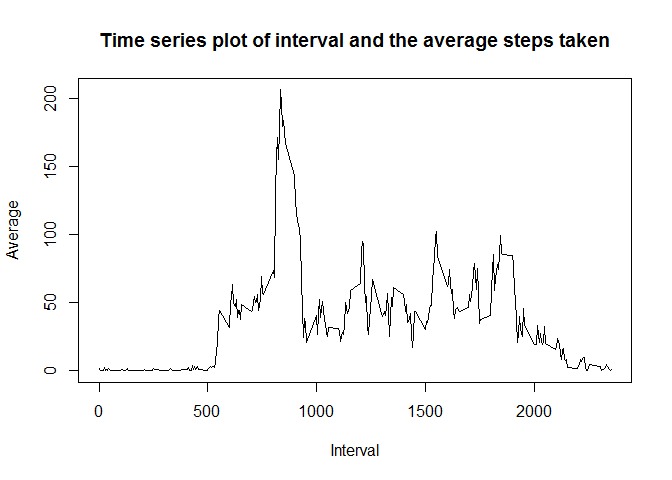 Time series plot of interval and the average steps taken
200
150
100
50
0
Average
0 500 1000 1500 2000
Interval